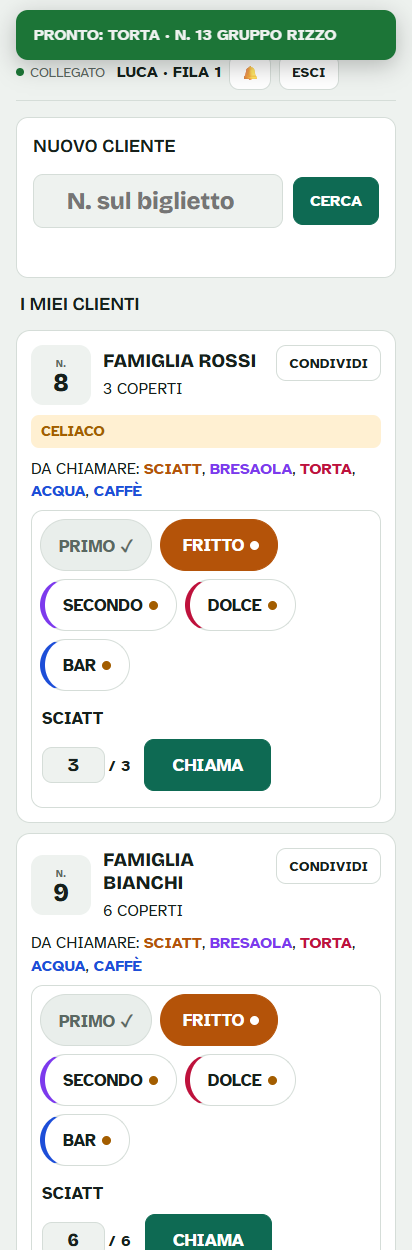 PRONTO: TORTA · N. 13 GRUPPO RIZZO
COLLEGATO LUCA · FILA 1 ESCI
NUOVO CLIENTE
N. sul biglietto CERCA
I MIEI CLIENTI
N. 8 FAMIGLIA ROSSI CONDIVIDI
3 COPERTI
CELIACO
DA CHIAMARE: SCIATT, BRESAOLA, TORTA,
ACQUA, CAFFÈ
PRIMO ✓ FRITTO
SECONDO DOLCE
BAR
SCIATT
3 / 3 CHIAMA
N. 9 FAMIGLIA
BIANCHI CONDIVIDI
6 COPERTI
DA CHIAMARE: SCIATT, BRESAOLA, TORTA,
ACQUA, CAFFÈ
PRIMO ✓ FRITTO
SECONDO DOLCE
BAR
SCIATT
6 / 6 CHIAMA